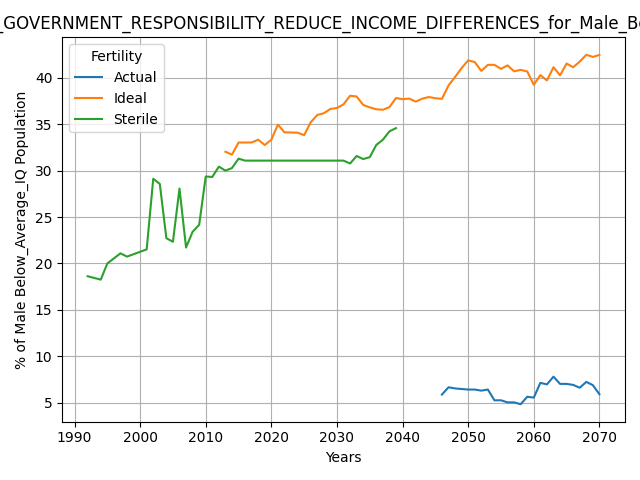 _GOVERNMENT_RESPONSIBILITY_REDUCE_INCOME_DIFFERENCES_for_Male_B
Fertility
Actual
Ideal
Sterile
% of Male Below_Average_IQ Population
40
35
30
25
20
15
10
5
1990 2000 2010 2020 2030 2040 2050 2060 2070
Years